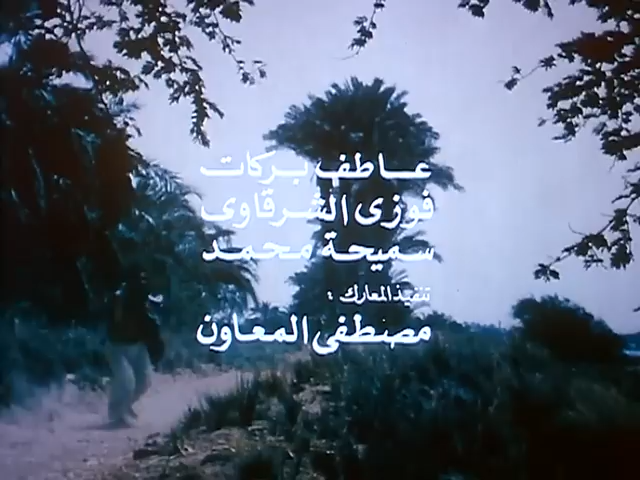 عاطف بركات
فوزى الشرقاوى
سميحة محمد
تنفيذ المعارك :
مصطفى المعاون